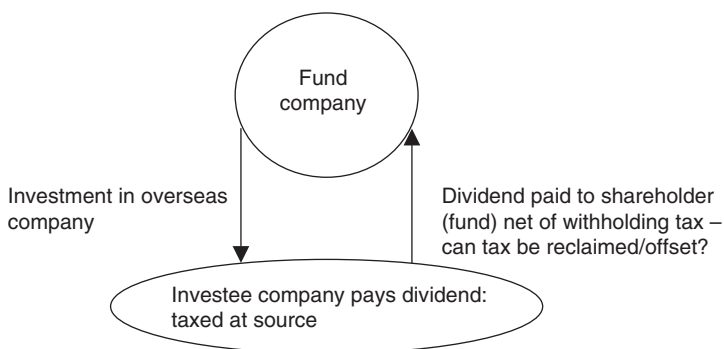 Fund
company
Investment in overseas
company
Dividend paid to shareholder
(fund) net of withholding tax –
can tax be reclaimed/offset?
Investee company pays dividend:
taxed at source